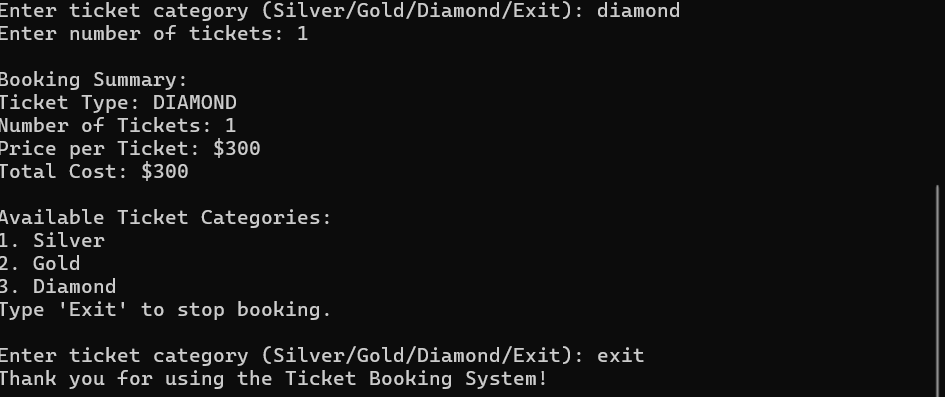 Enter ticket category (Silver/Gold/Diamond/Exit): diamond
Enter number of tickets: 1
Booking Summary:
Ticket Type: DIAMOND
Number of Tickets: 1
Price per Ticket: $300
Total Cost: $300
Available Ticket Categories:
1. Silver
2. Gold
3. Diamond
Type 'Exit' to stop booking.
Enter ticket category (Silver/Gold/Diamond/Exit): exit
Thank you for using the Ticket Booking System!